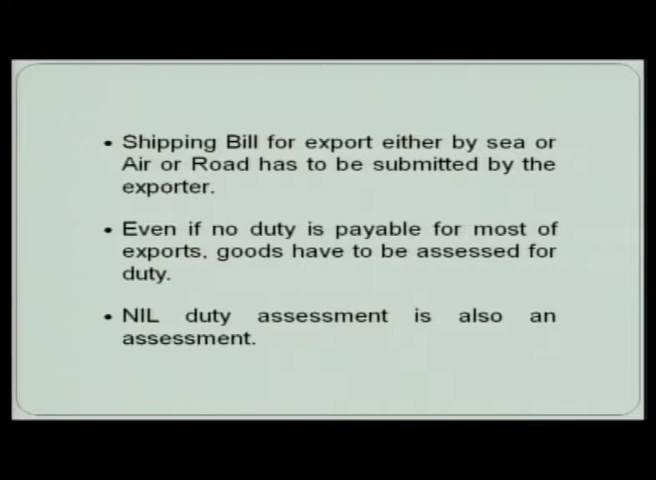 • Shipping Bill for export either by sea or
Air or Road has to be submitted by the
exporter.
• Even if no duty is payable for most of
exports, goods have to be assessed for
duty.
• NIL duty assessment is also an
assessment.